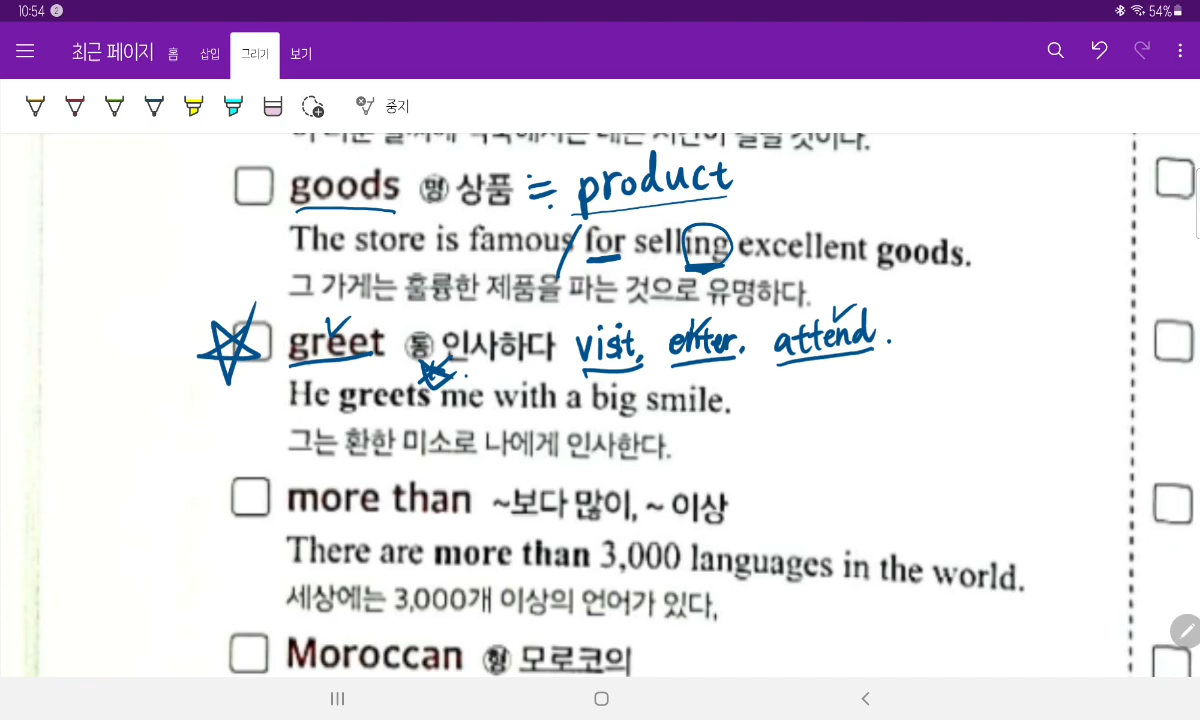 10:54 2 54%
최근 페이지 홈 삽입 그리기 보기
중지
goods 명 상품 ≒ product
The store is famous / for selling excellent goods.
그 가게는 훌륭한 제품을 파는 것으로 유명하다.
greet 동 인사하다 visit, enter. attend.
He greets me with a big smile.
그는 환한 미소로 나에게 인사한다.
more than ~보다 많이, ~ 이상
There are more than 3,000 languages in the world.
세상에는 3,000개 이상의 언어가 있다,
Moroccan 형 모로코의